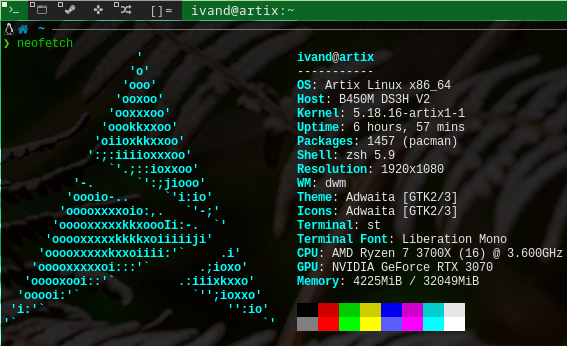 []= ivand@artix:~
~
❯ neofetch
'
'o'
'ooo'
'ooxoo'
'ooxxxoo'
'oookkxxoo'
'oiioxkkxxoo'
':;:iiiioxxxoo'
`'.;::ioxxoo'
'-. `':;jiooo'
'oooio-.. `'i:io'
'ooooxxxxoio:,. `'-;'
'ooooxxxxxkkxoooIi:-. `'
'ooooxxxxxkkkkxoiiiiiji'
'ooooxxxxxkxxoiiii:'` .i'
'ooooxxxxxoi:::'` .;ioxo'
'ooooxooi::'` .:iiixkxxo'
'ooooi:'` `'';ioxxo'
'i:'` '':io'
'` `'
ivand@artix
-----------
OS: Artix Linux x86_64
Host: B450M DS3H V2
Kernel: 5.18.16-artix1-1
Uptime: 6 hours, 57 mins
Packages: 1457 (pacman)
Shell: zsh 5.9
Resolution: 1920x1080
WM: dwm
Theme: Adwaita [GTK2/3]
Icons: Adwaita [GTK2/3]
Terminal: st
Terminal Font: Liberation Mono
CPU: AMD Ryzen 7 3700X (16) @ 3.600GHz
GPU: NVIDIA GeForce RTX 3070
Memory: 4225MiB / 32049MiB